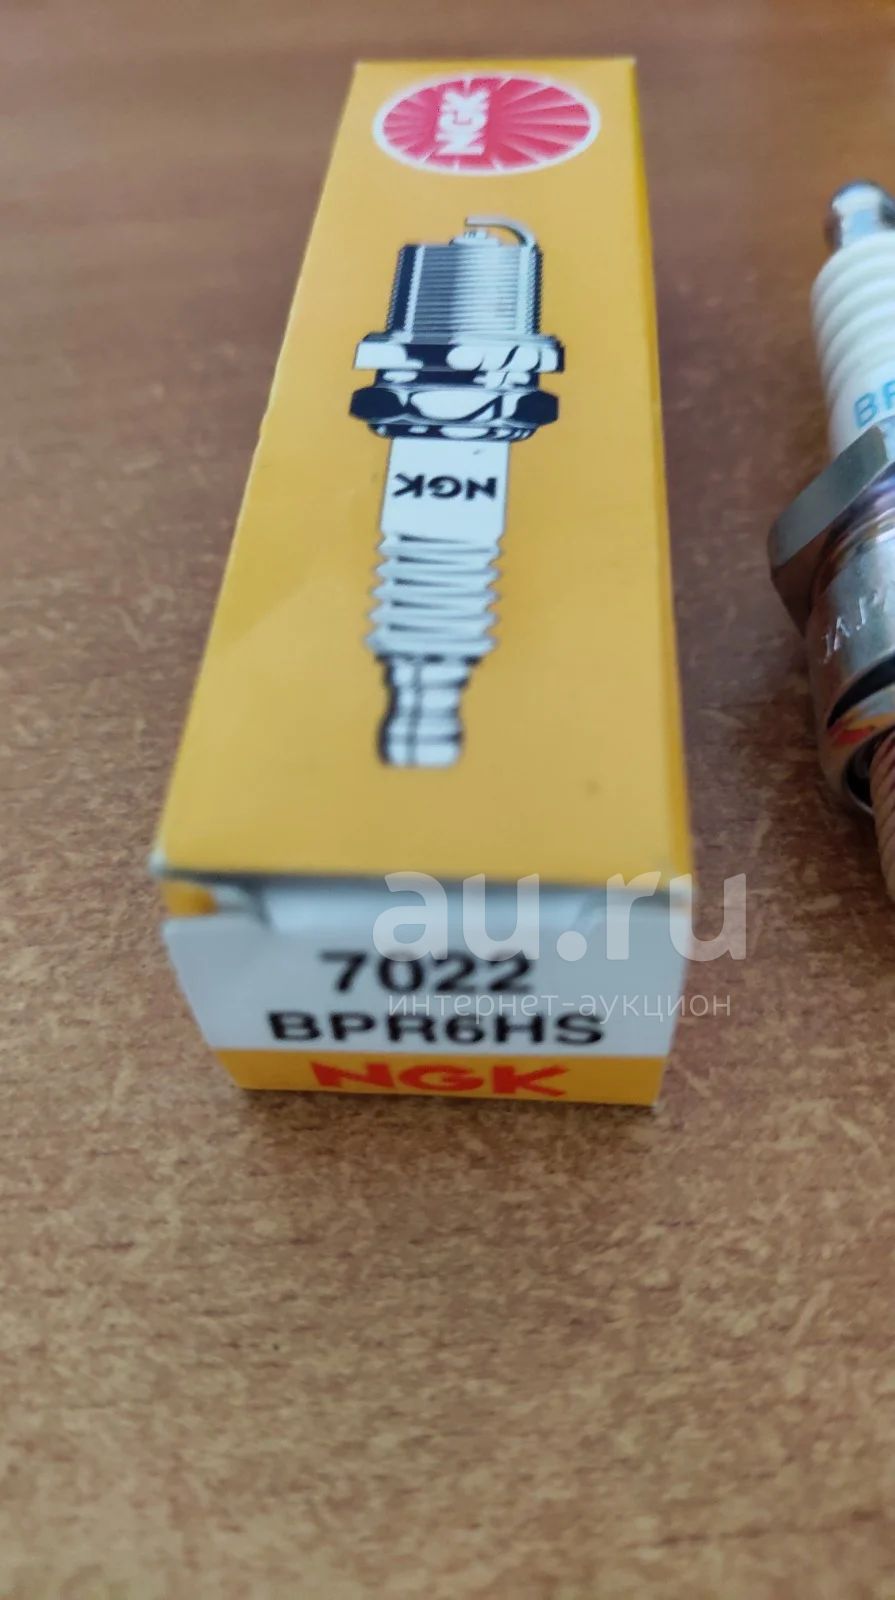 NGK
NGK
7022
BPR6HS
NGK
au.ru
интернет-аукцион